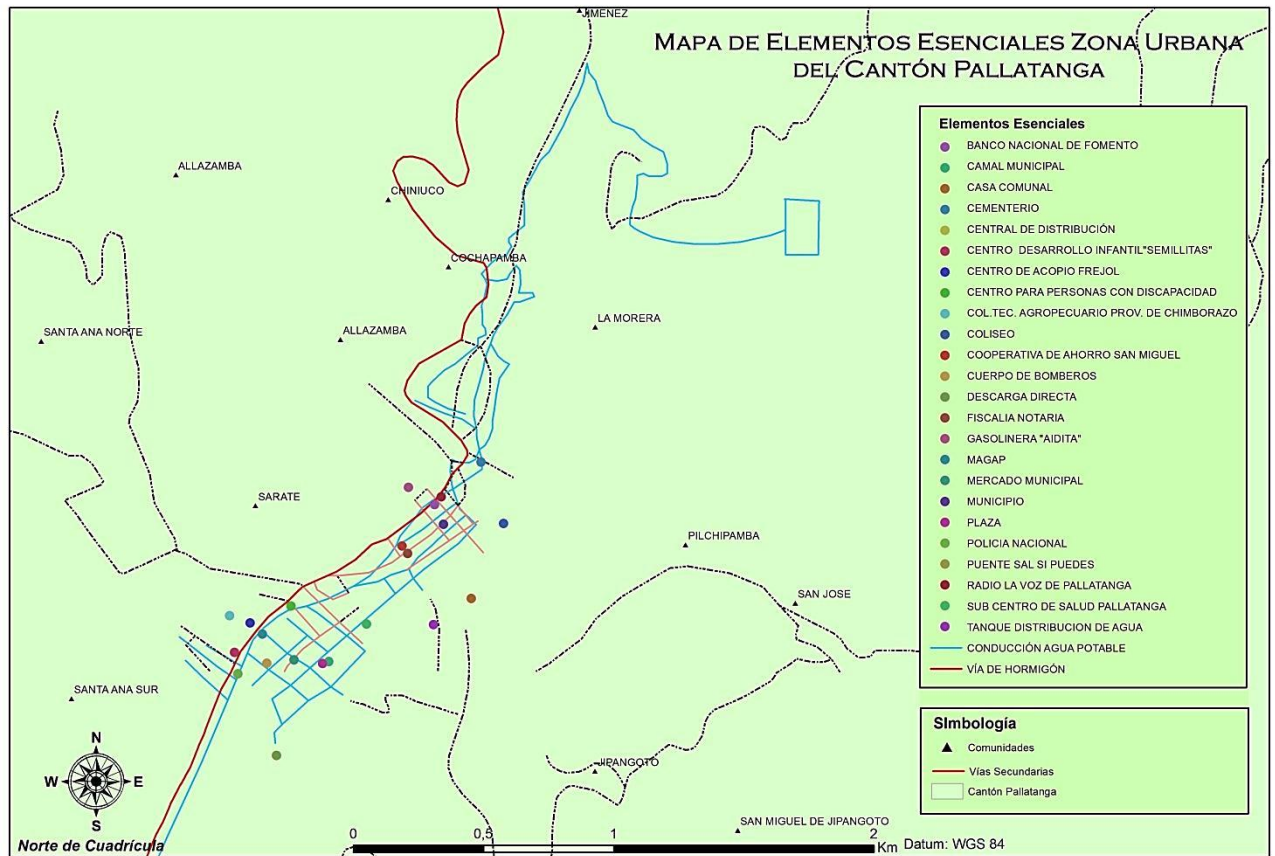 JIMENEZ
MAPA DE ELEMENTOS ESENCIALES ZONA URBANA
DEL CANTÓN PALLATANGA
ALLAZAMBA
CHINIUCO
COCHAPAMBA
SANTA ANA NORTE
ALLAZAMBA
LA MORERA
SARATE
PILCHIPAMBA
SAN JOSE
SANTA ANA SUR
JIPANGOTO
SAN MIGUEL DE JIPANGOTO
Elementos Esenciales
BANCO NACIONAL DE FOMENTO
CAMAL MUNICIPAL
CASA COMUNAL
CEMENTERIO
CENTRAL DE DISTRIBUCIÓN
CENTRO DESARROLLO INFANTIL"SEMILLITAS"
CENTRO DE ACOPIO FREJOL
CENTRO PARA PERSONAS CON DISCAPACIDAD
COL.TEC. AGROPECUARIO PROV. DE CHIMBORAZO
COLISEO
COOPERATIVA DE AHORRO SAN MIGUEL
CUERPO DE BOMBEROS
DESCARGA DIRECTA
FISCALIA NOTARIA
GASOLINERA "AIDITA"
MAGAP
MERCADO MUNICIPAL
MUNICIPIO
PLAZA
POLICIA NACIONAL
PUENTE SAL SI PUEDES
RADIO LA VOZ DE PALLATANGA
SUB CENTRO DE SALUD PALLATANGA
TANQUE DISTRIBUCION DE AGUA
CONDUCCIÓN AGUA POTABLE
VÍA DE HORMIGÓN
SImbología
Comunidades
Vías Secundarias
Cantón Pallatanga
N
W E
S
Norte de Cuadrícula
0 0,5 1 2
Km
Datum: WGS 84